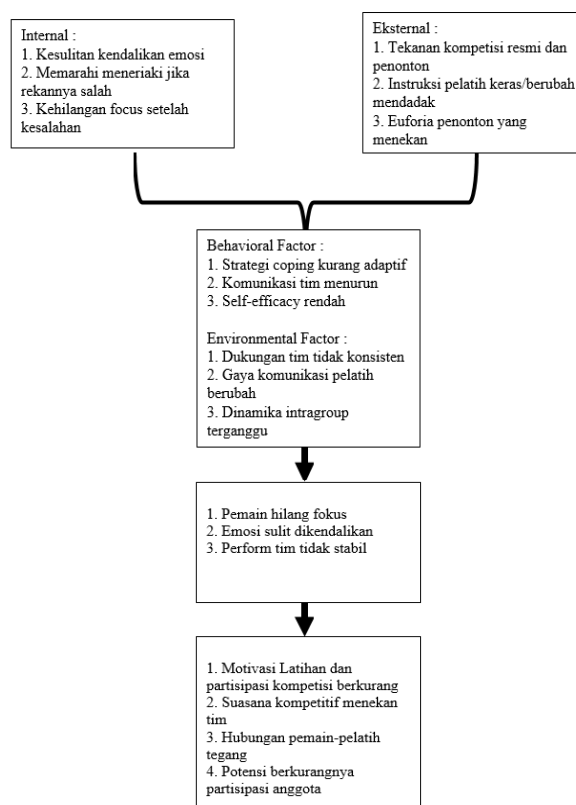 Internal :
1. Kesulitan kendalikan emosi
2. Memarahi meneriaki jika
rekannya salah
3. Kehilangan focus setelah
kesalahan
Eksternal :
1. Tekanan kompetisi resmi dan
penonton
2. Instruksi pelatih keras/berubah
mendadak
3. Euforia penonton yang
menekan
Behavioral Factor :
1. Strategi coping kurang adaptif
2. Komunikasi tim menurun
3. Self-efficacy rendah
Environmental Factor :
1. Dukungan tim tidak konsisten
2. Gaya komunikasi pelatih
berubah
3. Dinamika intragroup
terganggu
1. Pemain hilang fokus
2. Emosi sulit dikendalikan
3. Perform tim tidak stabil
1. Motivasi Latihan dan
partisipasi kompetisi berkurang
2. Suasana kompetitif menekan
tim
3. Hubungan pemain-pelatih
tegang
4. Potensi berkurangnya
partisipasi anggota